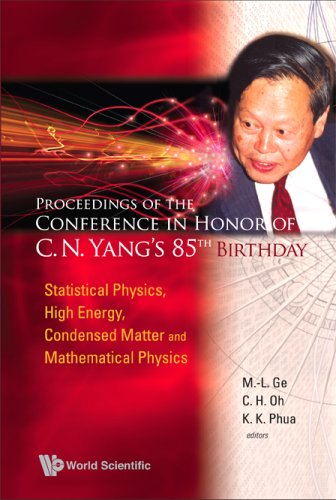 PROCEEDINGS OF THE
CONFERENCE IN HONOR OF
C. N. YANG'S 85TH BIRTHDAY
Statistical Physics,
High Energy,
Condensed Matter and
Mathematical Physics
M.-L. Ge
C. H. Oh
K. K. Phua
editors
World Scientific